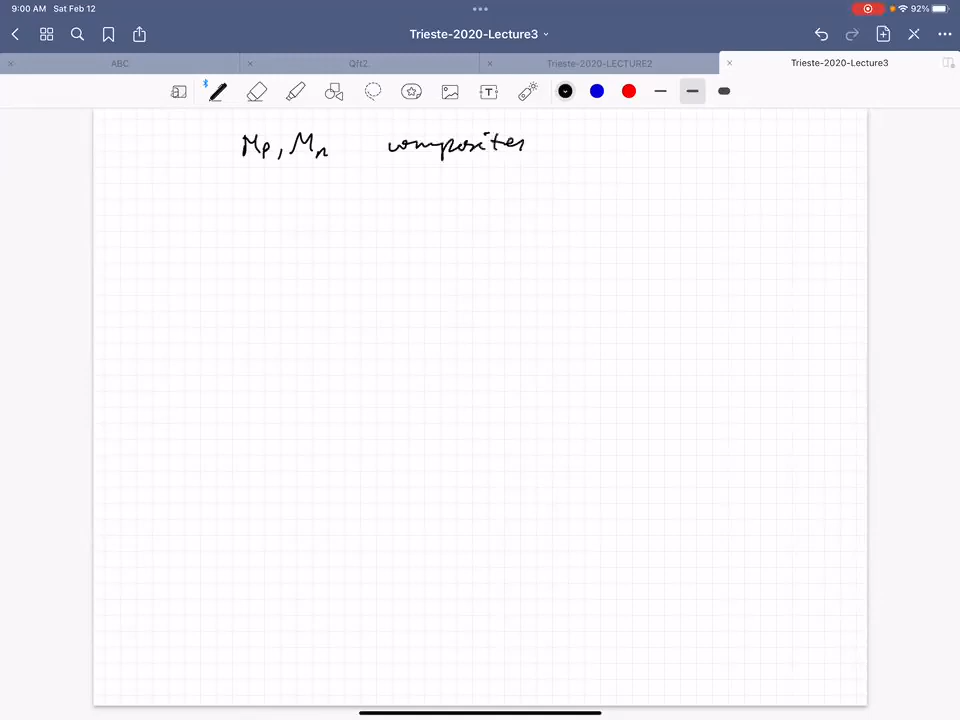 9:00 AM Sat Feb 12
92%
Trieste-2020-Lecture3
ABC
Qft2.
Trieste-2020-LECTURE2
Trieste-2020-Lecture3
T
Mp, Mn composites